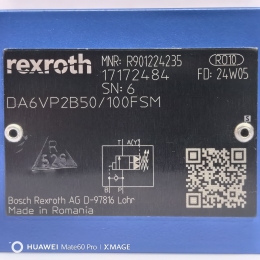 rexroth
MNR: R901224235
RO10
17172484
FD: 24W05
SN: 6
DA6VP2B50/100FSM
S
R
526
A(Y)
T
B
P
Bosch Rexroth AG D-97816 Lohr
Made in Romania
HUAWEI Mate60 Pro | XMAGE